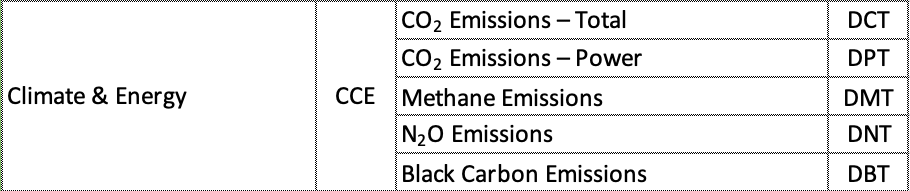 CO₂ Emissions – Total DCT
CO₂ Emissions – Power DPT
Climate & Energy CCE Methane Emissions DMT
N₂O Emissions DNT
Black Carbon Emissions DBT